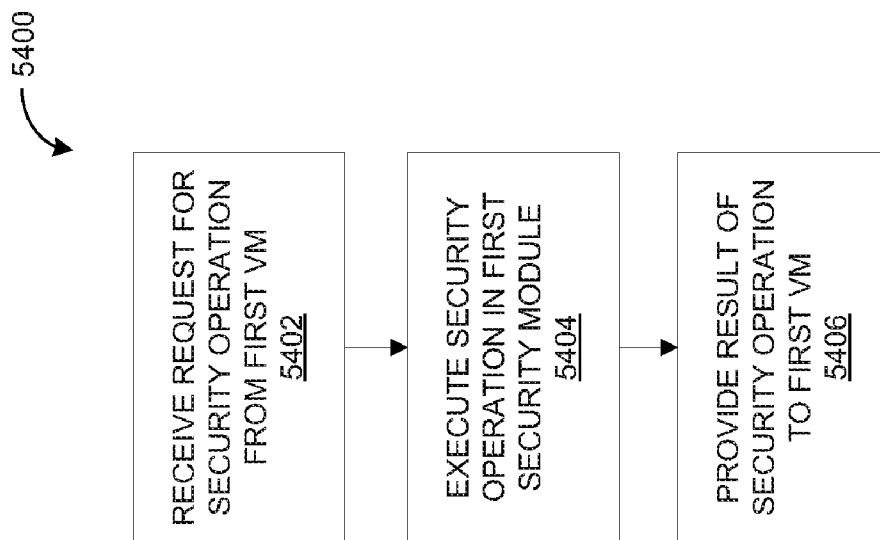 5400
RECEIVE REQUEST FOR
SECURITY OPERATION
FROM FIRST VM
5402
EXECUTE SECURITY
OPERATION IN FIRST
SECURITY MODULE
5404
PROVIDE RESULT OF
SECURITY OPERATION
TO FIRST VM
5406